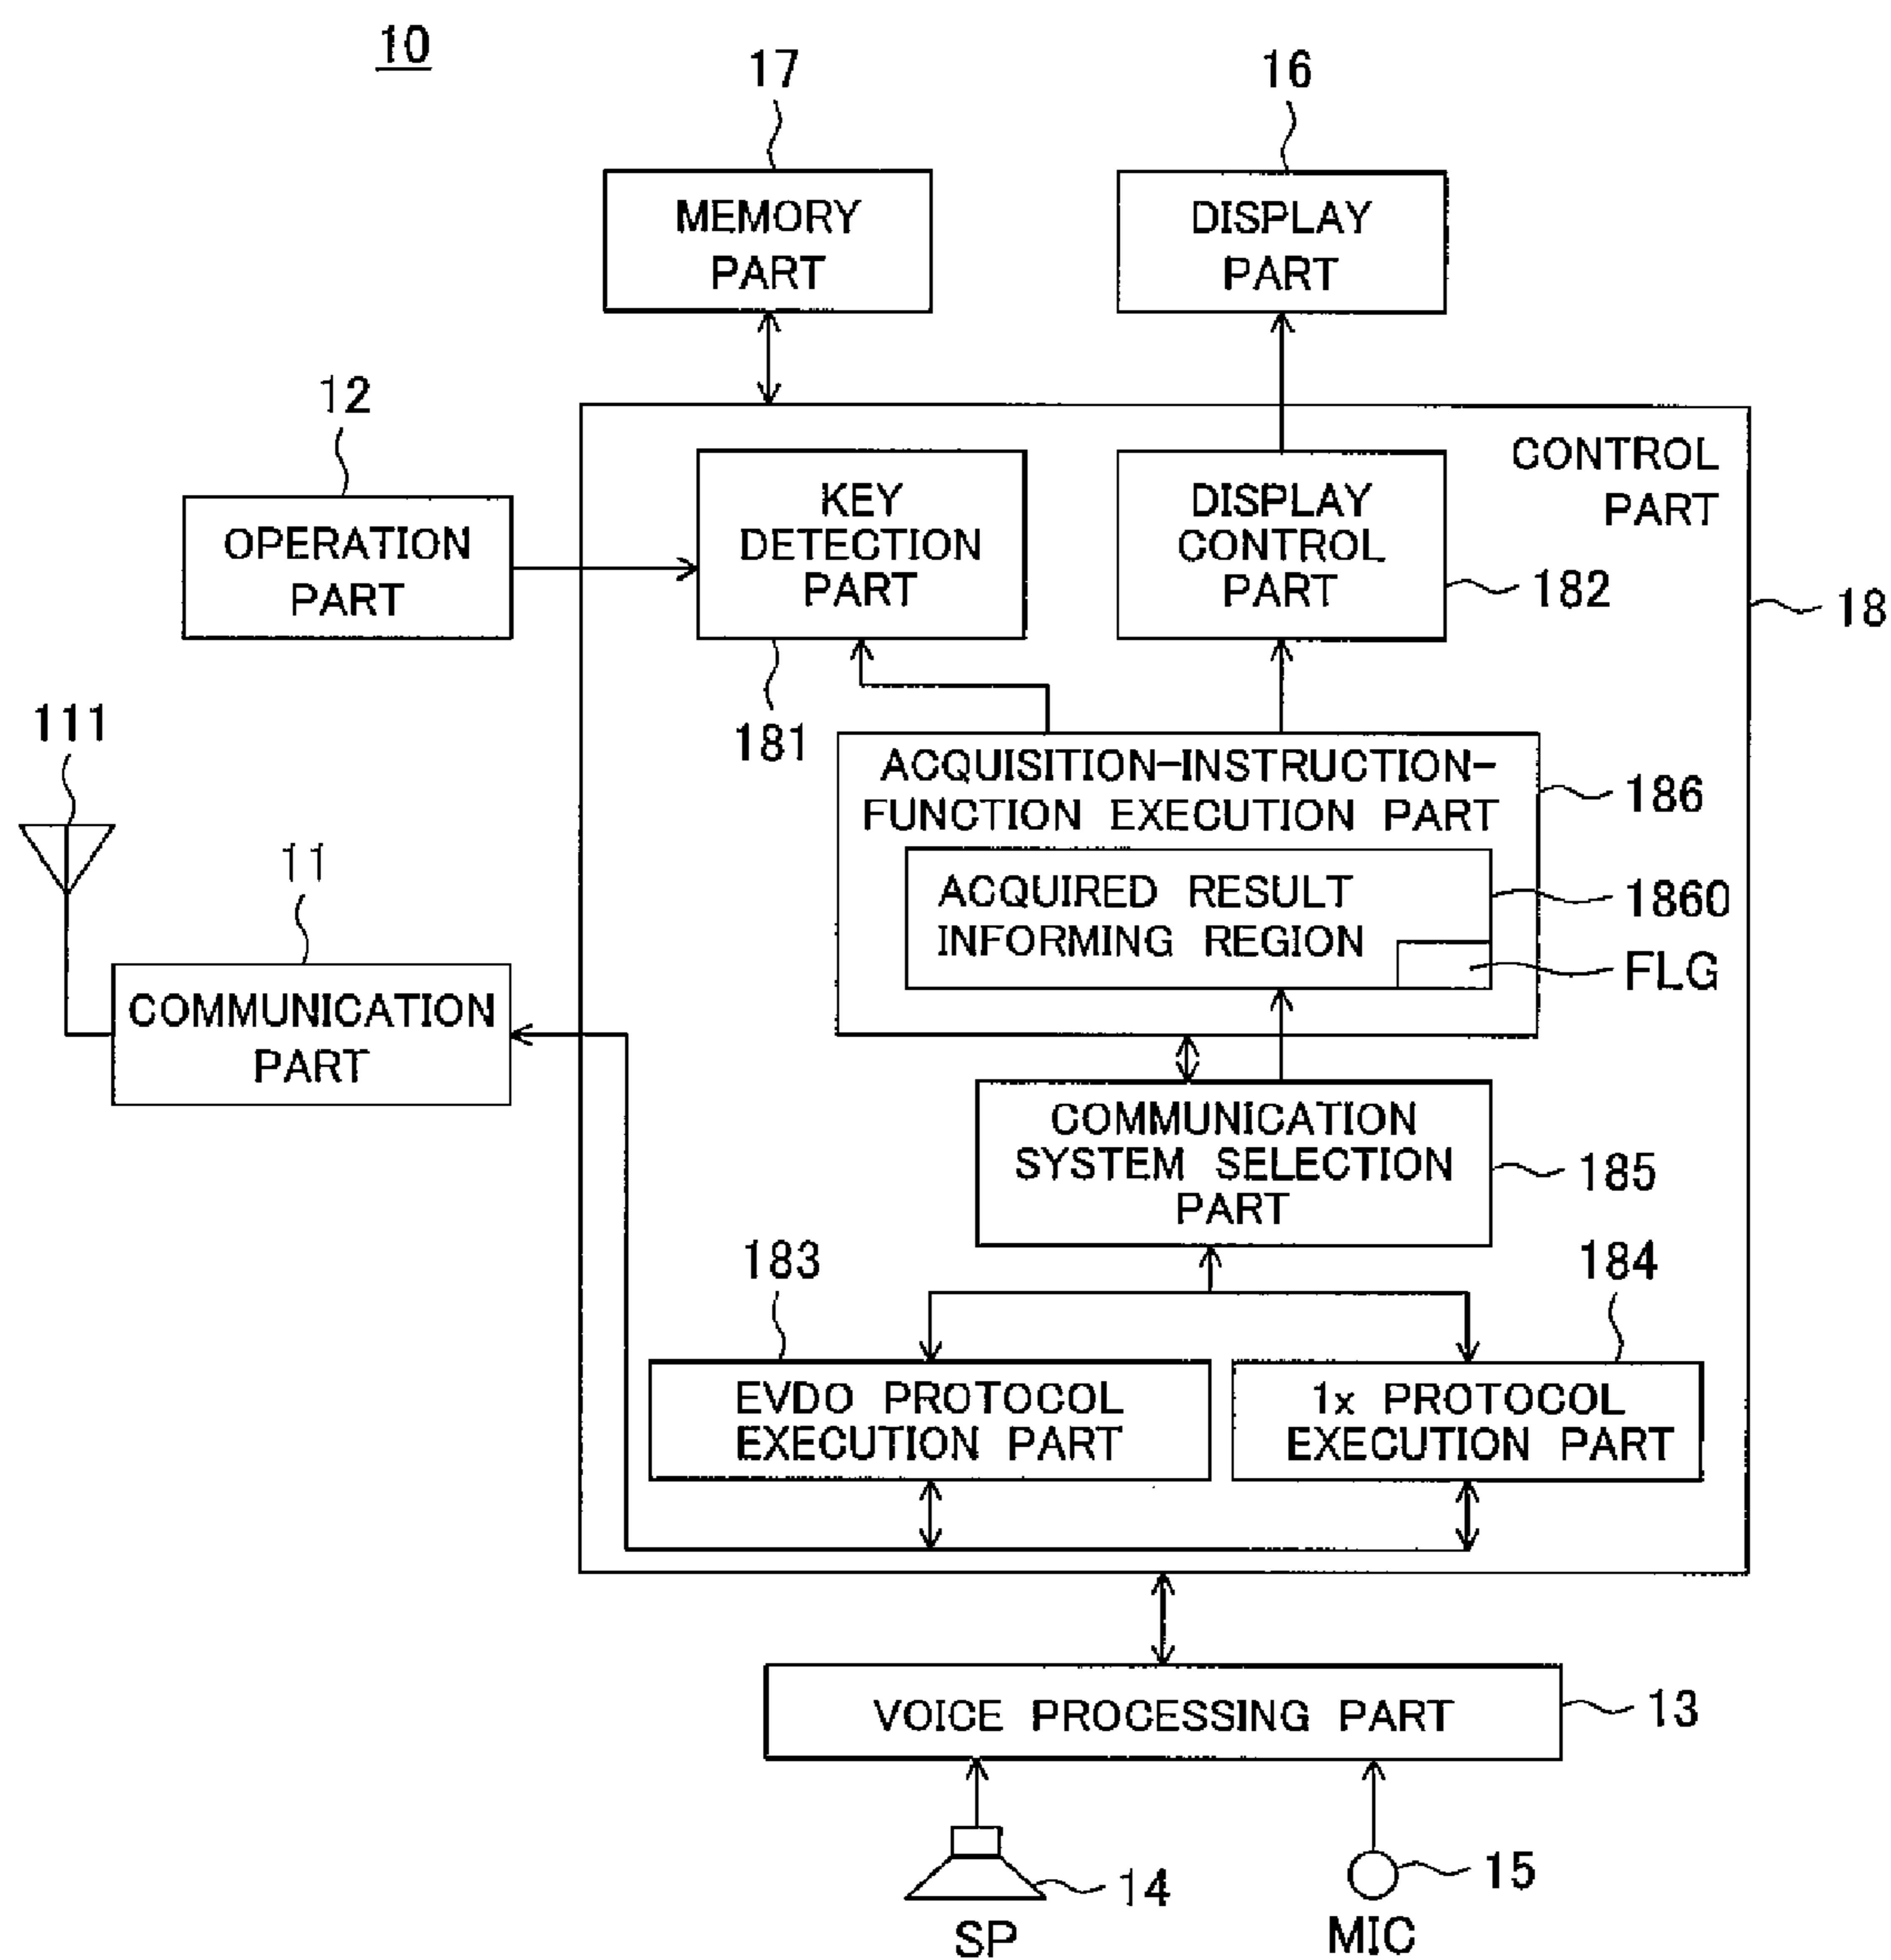 10
17
16
MEMORY
PART
DISPLAY
PART
12
OPERATION
PART
KEY
DETECTION
PART
181
DISPLAY
CONTROL
PART
182
CONTROL
PART
18
111
11
COMMUNICATION
PART
ACQUISITION-INSTRUCTION-
FUNCTION EXECUTION PART
186
ACQUIRED RESULT
INFORMING REGION
1860
FLG
COMMUNICATION
SYSTEM SELECTION
PART
185
183
184
EVDO PROTOCOL
EXECUTION PART
1x PROTOCOL
EXECUTION PART
VOICE PROCESSING PART
13
14
SP
15
MIC